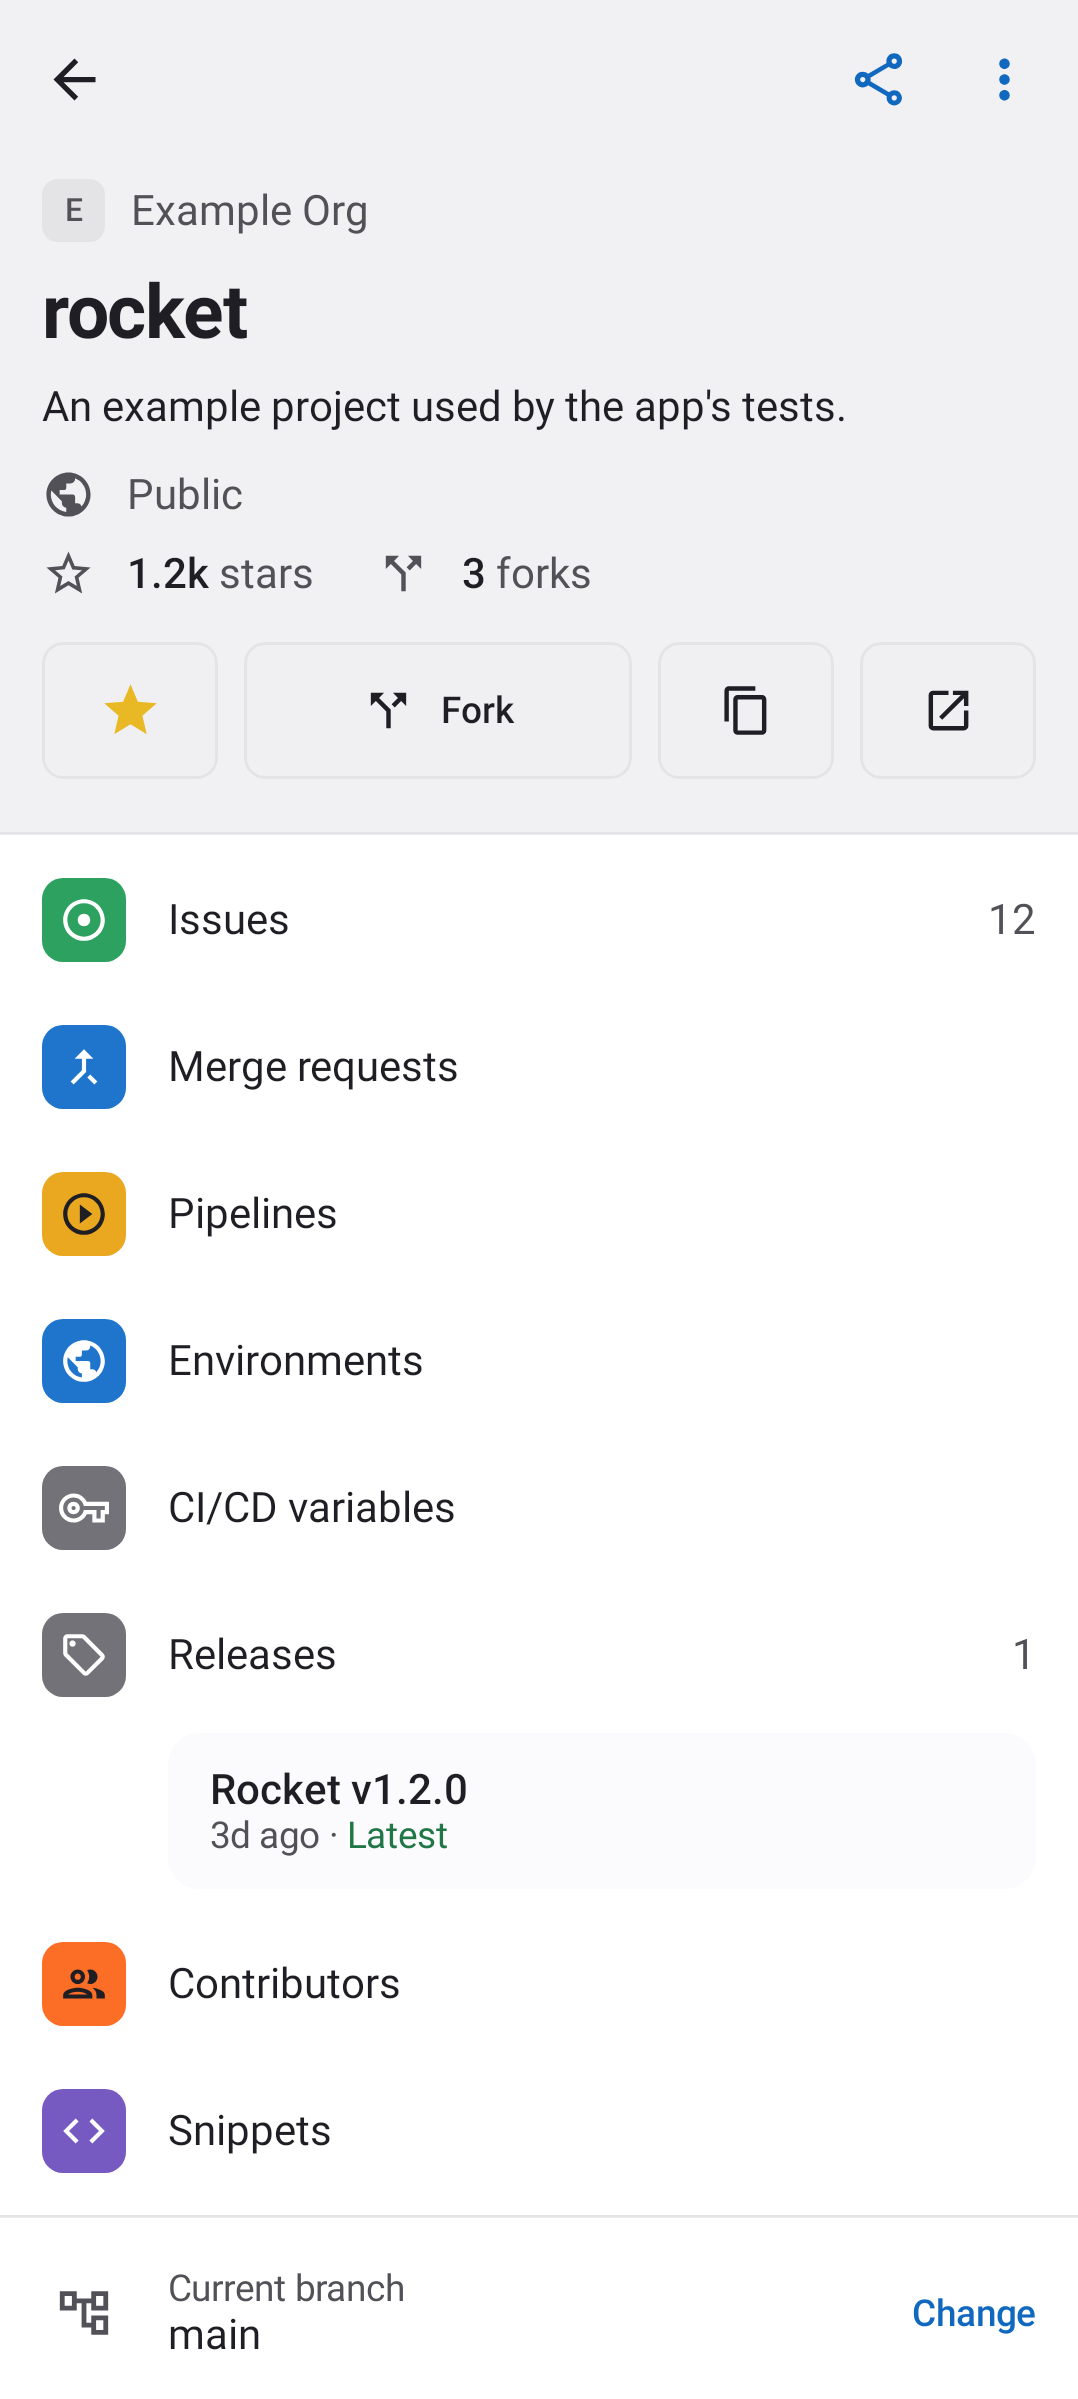 E Example Org
rocket
An example project used by the app's tests.
Public
1.2k stars 3 forks
Fork
Issues 12
Merge requests
Pipelines
Environments
CI/CD variables
Releases 1
Rocket v1.2.0
3d ago · Latest
Contributors
Snippets
Current branch
main
Change